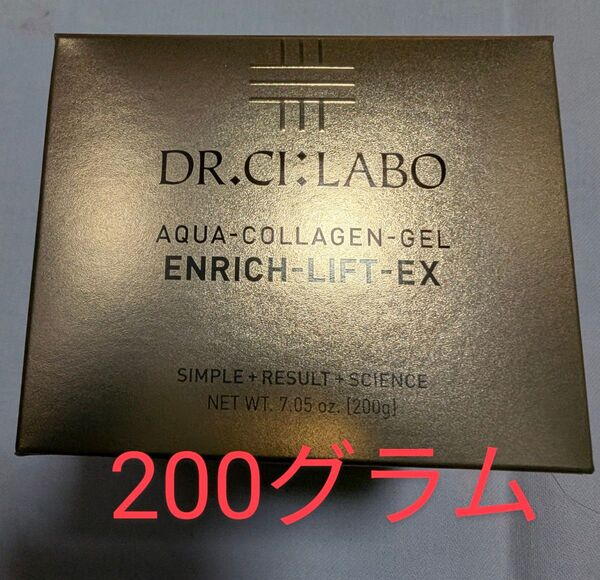 DR.CI:LABO
AQUA-COLLAGEN-GEL
ENRICH-LIFT-EX
SIMPLE+RESULT+SCIENCE
NET WT. 7.05 oz. [200g]
200グラム